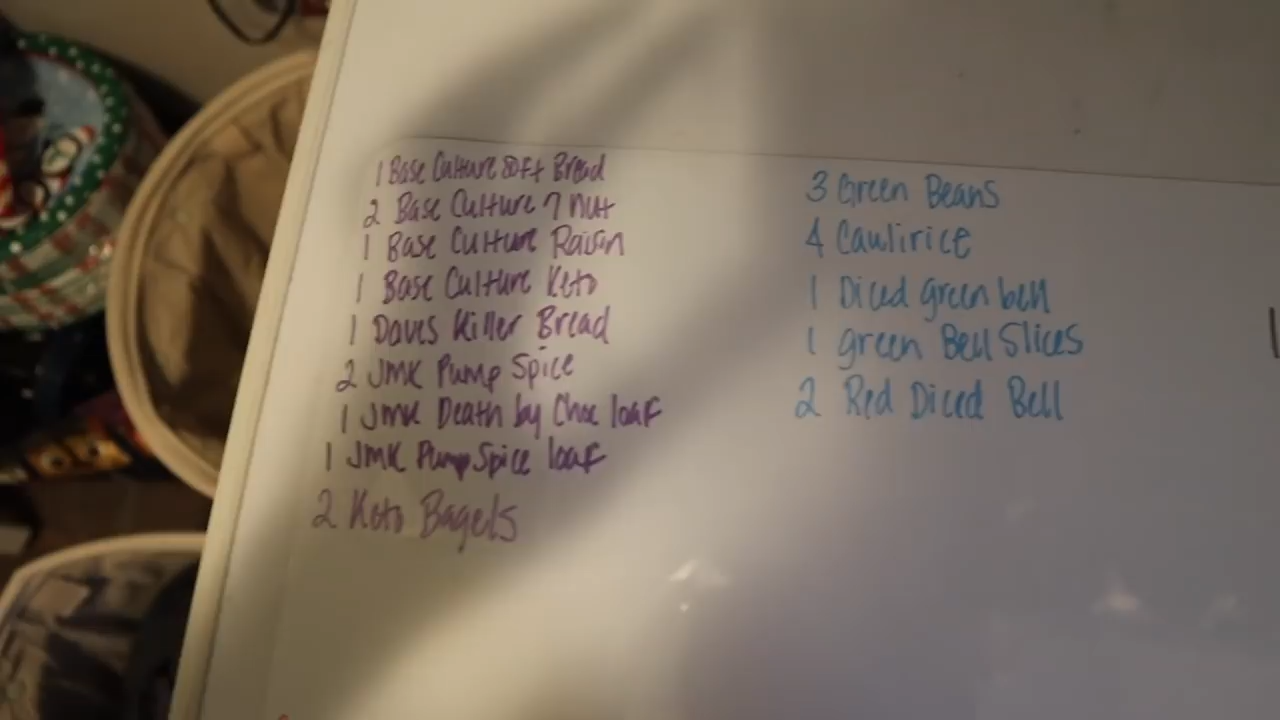 1 Base Culture Soft Bread
2 Base Culture 7 nut
1 Base Culture Raisin
1 Base Culture Keto
1 Daves Killer Bread
2 JMK Pump Spice
1 JMK Death by Choc loaf
1 JMK Pump Spice loaf
2 Keto Bagels
3 Green Beans
4 Caulirice
1 Diced green bell
1 green Bell Slices
2 Red Diced Bell